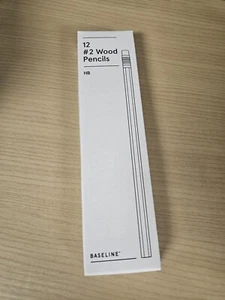 12
#2 Wood
Pencils
HB
BASELINE